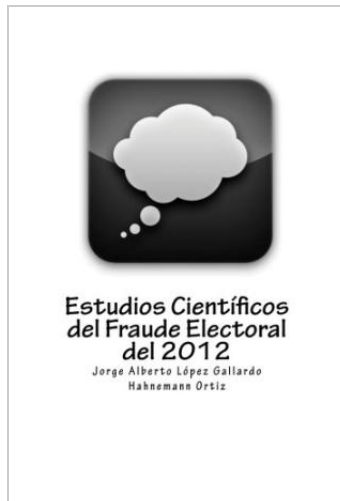 Estudios Científicos
del Fraude Electoral
del 2012
Jorge Alberto López Gallardo
Hahnemann Ortiz